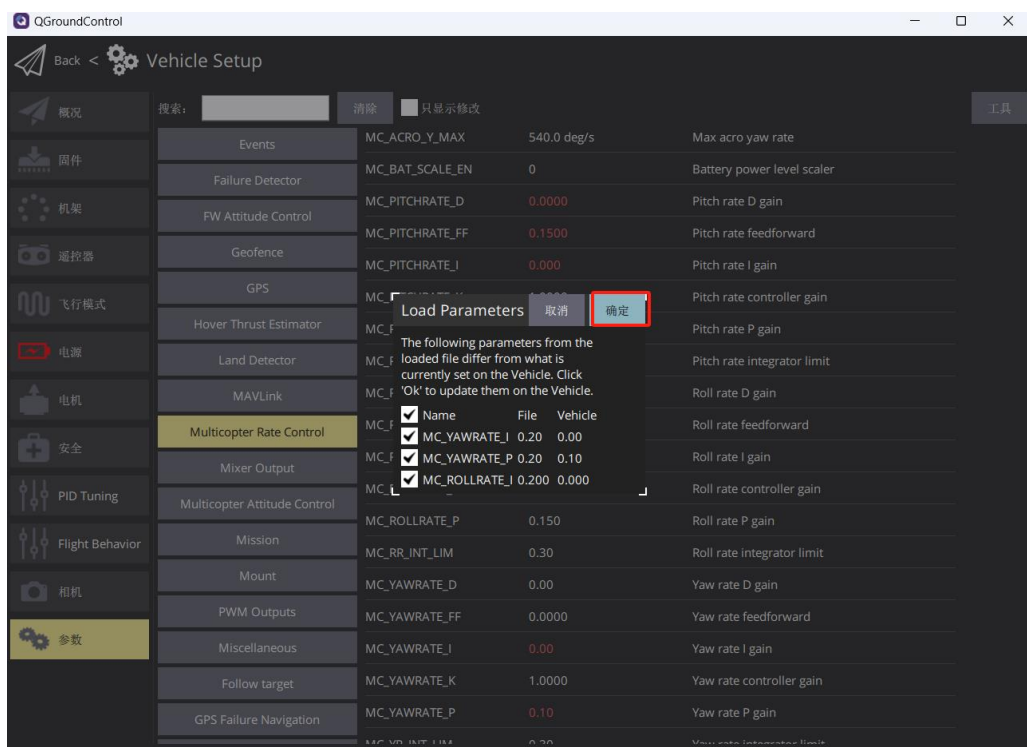 QGroundControl
Back < Vehicle Setup
概况
固件
机架
遥控器
飞行模式
电源
电机
安全
PID Tuning
Flight Behavior
相机
参数
搜索:
清除
只显示修改
工具
Events
Failure Detector
FW Attitude Control
Geofence
GPS
Hover Thrust Estimator
Land Detector
MAVLink
Multicopter Rate Control
Mixer Output
Multicopter Attitude Control
Mission
Mount
PWM Outputs
Miscellaneous
Follow target
GPS Failure Navigation
MC_ACRO_Y_MAX 540.0 deg/s Max acro yaw rate
MC_BAT_SCALE_EN 0 Battery power level scaler
MC_PITCHRATE_D 0.0000 Pitch rate D gain
MC_PITCHRATE_FF 0.1500 Pitch rate feedforward
MC_PITCHRATE_I 0.000 Pitch rate I gain
Pitch rate controller gain
Pitch rate P gain
Pitch rate integrator limit
Roll rate D gain
Roll rate feedforward
Roll rate I gain
Roll rate controller gain
MC_ROLLRATE_P 0.150 Roll rate P gain
MC_RR_INT_LIM 0.30 Roll rate integrator limit
MC_YAWRATE_D 0.00 Yaw rate D gain
MC_YAWRATE_FF 0.0000 Yaw rate feedforward
MC_YAWRATE_I 0.00 Yaw rate I gain
MC_YAWRATE_K 1.0000 Yaw rate controller gain
MC_YAWRATE_P 0.10 Yaw rate P gain
MC_YR_INT_LIM 0.30 Yaw rate integrator limit
Load Parameters 取消 确定
The following parameters from the
loaded file differ from what is
currently set on the Vehicle. Click
'Ok' to update them on the Vehicle.
Name File Vehicle
MC_YAWRATE_I 0.20 0.00
MC_YAWRATE_P 0.20 0.10
MC_ROLLRATE_I 0.200 0.000